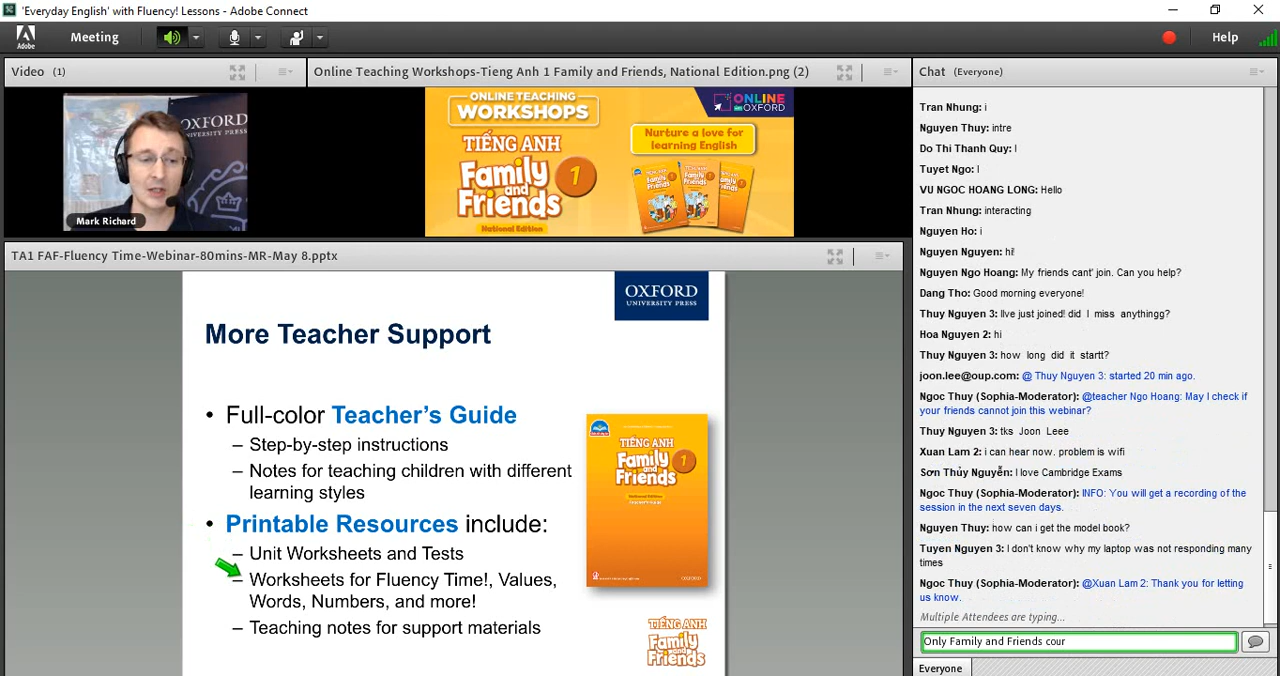 'Everyday English' with Fluency! Lessons - Adobe Connect
Adobe
Meeting
Help
Video (1)
OXFORD
UNIVERSITY PRESS
Mark Richard
Online Teaching Workshops-Tieng Anh 1 Family and Friends, National Edition.png (2)
ONLINE TEACHING
WORKSHOPS
TIẾNG ANH
Family
and
Friends
1
National Edition
ONLINE
OXFORD
Nurture a love for
learning English
TA1 FAF-Fluency Time-Webinar-80mins-MR-May 8.pptx
OXFORD
UNIVERSITY PRESS
More Teacher Support
• Full-color Teacher's Guide
– Step-by-step instructions
– Notes for teaching children with different
learning styles
• Printable Resources include:
– Unit Worksheets and Tests
– Worksheets for Fluency Time!, Values,
Words, Numbers, and more!
– Teaching notes for support materials
TIẾNG ANH
Family
and
Friends
1
National Edition
OXFORD
TIẾNG ANH
Family
and
Friends
Chat (Everyone)
Tran Nhung: i
Nguyen Thuy: intre
Do Thi Thanh Quy: I
Tuyet Ngo: I
VU NGOC HOANG LONG: Hello
Tran Nhung: interacting
Nguyen Ho: i
Nguyen Nguyen: hi!
Nguyen Ngo Hoang: My friends cant' join. Can you help?
Dang Tho: Good morning everyone!
Thuy Nguyen 3: IIve just joined! did I miss anythingg?
Hoa Nguyen 2: hi
Thuy Nguyen 3: how long did it startt?
joon.lee@oup.com: @ Thuy Nguyen 3: started 20 min ago.
Ngoc Thuy (Sophia-Moderator): @teacher Ngo Hoang: May I check if
your friends cannot join this webinar?
Thuy Nguyen 3: tks Joon Leee
Xuan Lam 2: i can hear now. problem is wifi
Sơn Thủy Nguyễn: I love Cambridge Exams
Ngoc Thuy (Sophia-Moderator): INFO: You will get a recording of the
session in the next seven days.
Nguyen Thuy: how can i get the model book?
Tuyen Nguyen 3: I don't know why my laptop was not responding many
times
Ngoc Thuy (Sophia-Moderator): @Xuan Lam 2: Thank you for letting
us know.
Multiple Attendees are typing...
Only Family and Friends cour
Everyone